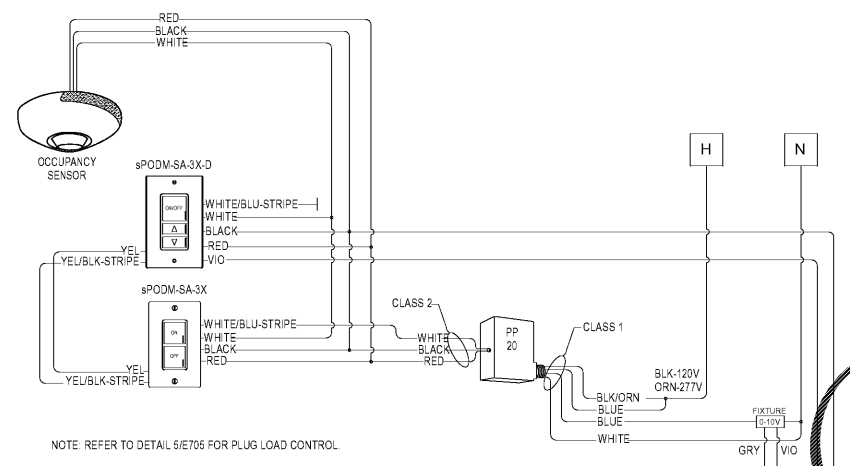 RED
BLACK
WHITE
OCCUPANCY
SENSOR
sPODM-SA-3X-D
H
N
ON/OFF
WHITE/BLU-STRIPE
WHITE
BLACK
RED
VIO
YEL
YEL/BLK-STRIPE
sPODM-SA-3X
ON
OFF
WHITE/BLU-STRIPE
WHITE
BLACK
RED
YEL
YEL/BLK-STRIPE
CLASS 2
WHITE
BLACK
RED
PP
20
CLASS 1
BLK-120V
ORN-277V
BLK/ORN
BLUE
BLUE
WHITE
FIXTURE
0-10V
GRY
VIO
NOTE: REFER TO DETAIL 5/E705 FOR PLUG LOAD CONTROL.